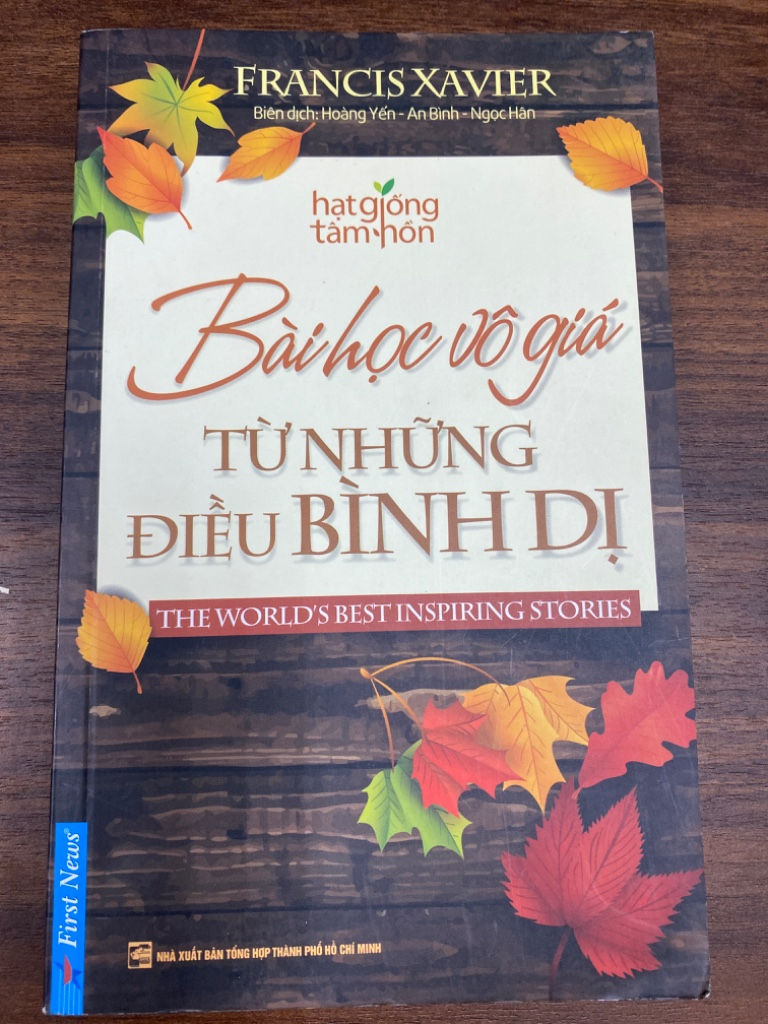 FRANCIS XAVIER
Biên dịch: Hoàng Yến - An Bình - Ngọc Hân
hạt giống
tâm hồn
Bài học vô giá
TỪ NHỮNG
ĐIỀU BÌNH DỊ
THE WORLD'S BEST INSPIRING STORIES
First News®
NHÀ XUẤT BẢN TỔNG HỢP THÀNH PHỐ HỒ CHÍ MINH